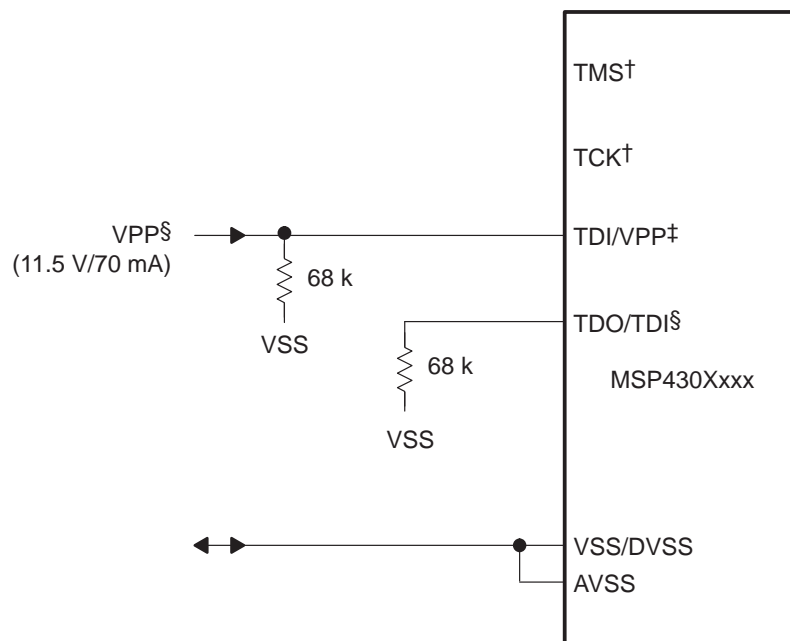 TMS†
TCK†
VPP§
(11.5 V/70 mA)
TDI/VPP‡
68 k
VSS
TDO/TDI§
68 k
VSS
MSP430Xxxx
VSS/DVSS
AVSS